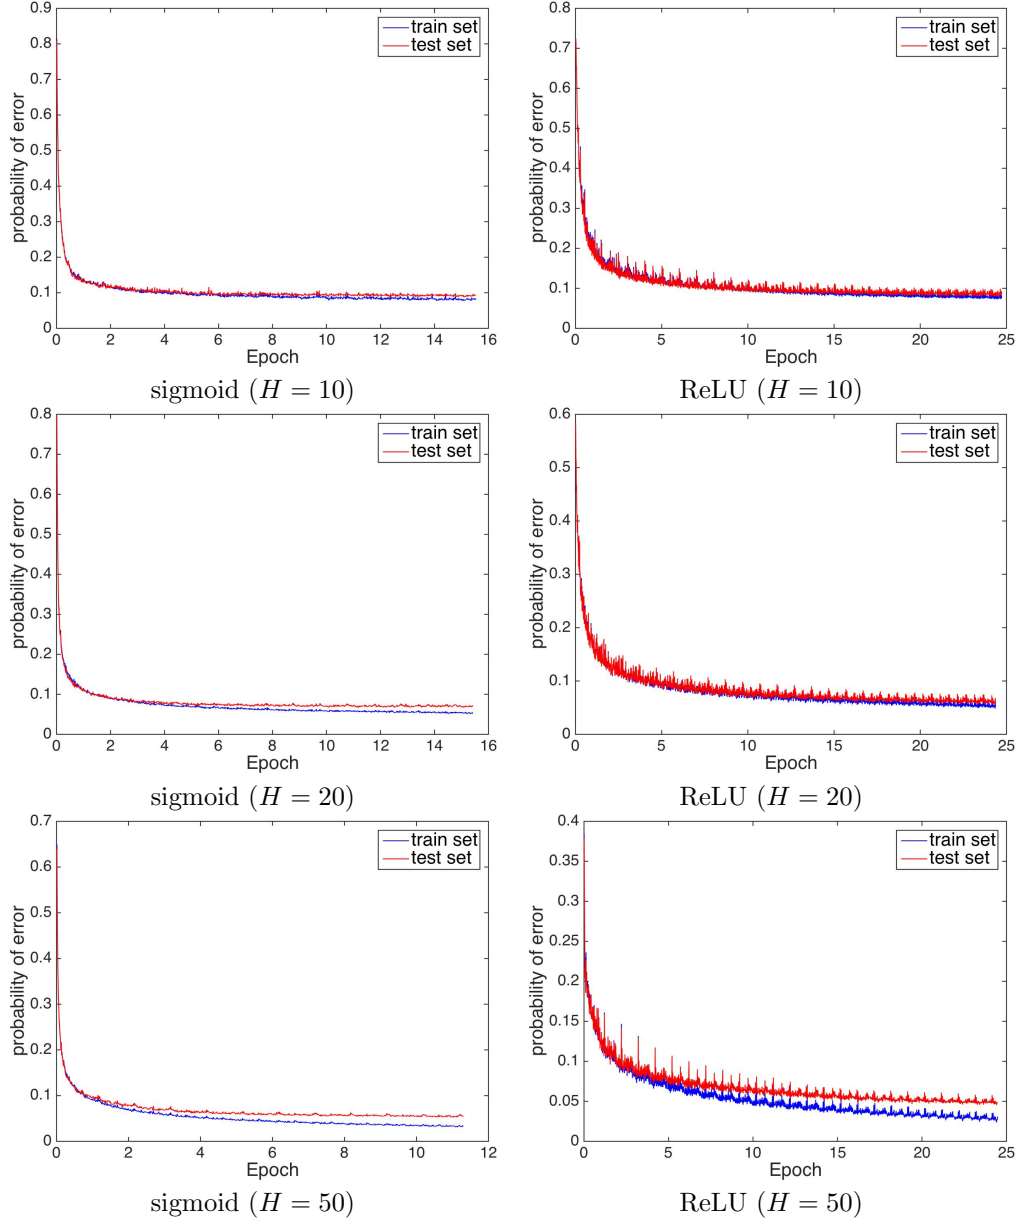 0.9
0.8
0.7
0.6
0.5
0.4
0.3
0.2
0.1
0
probability of error
train set
test set
0 2 4 6 8 10 12 14 16
Epoch
sigmoid (H = 10)
0.8
0.7
0.6
0.5
0.4
0.3
0.2
0.1
0
probability of error
train set
test set
0 5 10 15 20 25
Epoch
ReLU (H = 10)
0.8
0.7
0.6
0.5
0.4
0.3
0.2
0.1
0
probability of error
train set
test set
0 2 4 6 8 10 12 14 16
Epoch
sigmoid (H = 20)
0.6
0.5
0.4
0.3
0.2
0.1
0
probability of error
train set
test set
0 5 10 15 20 25
Epoch
ReLU (H = 20)
0.7
0.6
0.5
0.4
0.3
0.2
0.1
0
probability of error
train set
test set
0 2 4 6 8 10 12
Epoch
sigmoid (H = 50)
0.4
0.35
0.3
0.25
0.2
0.15
0.1
0.05
0
probability of error
train set
test set
0 5 10 15 20 25
Epoch
ReLU (H = 50)